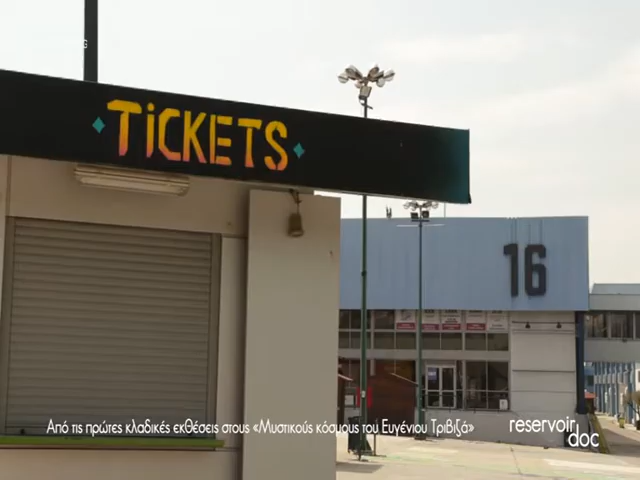 TiCKETS
16
Από τις πρώτες κλαδικές εκθέσεις στους «Μυστικούς κόσμους του Ευγένιου Τριβιζά»
reservoir
doc